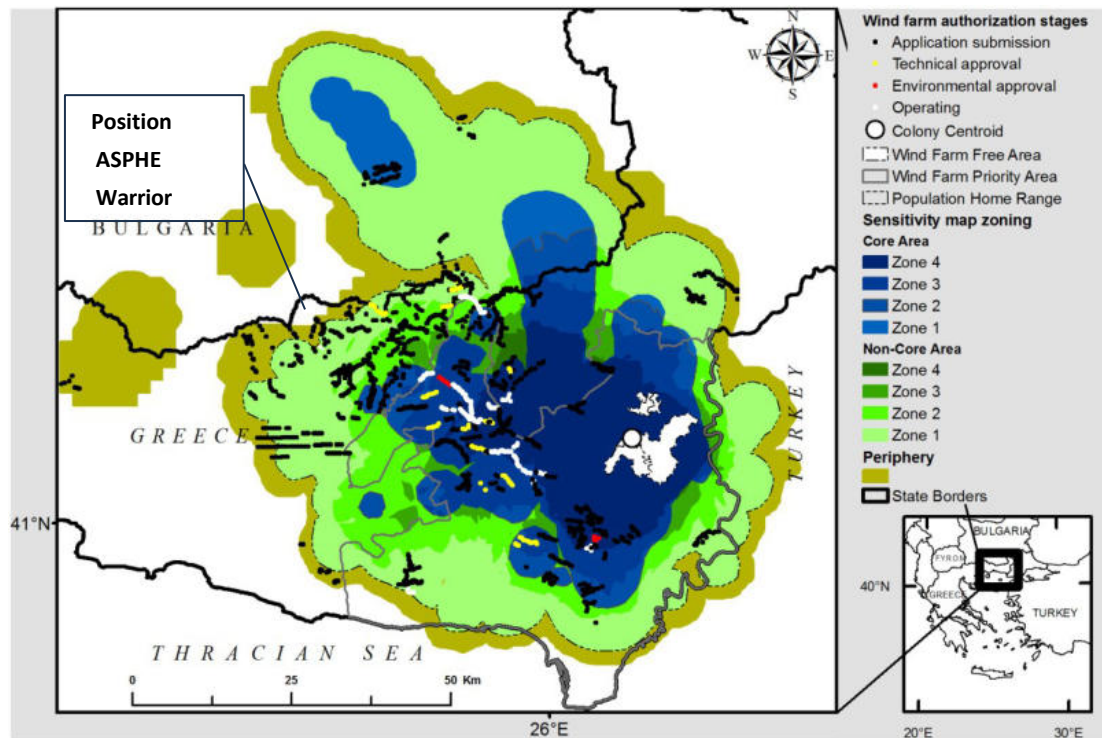 Position
ASPHE
Warrior
BULGARIA
GREECE
TURKEY
THRACIAN SEA
N
W
E
S
41°N
26°E
0
25
50 Km
Wind farm authorization stages
Application submission
Technical approval
Environmental approval
Operating
Colony Centroid
Wind Farm Free Area
Wind Farm Priority Area
Population Home Range
Sensitivity map zoning
Core Area
Zone 4
Zone 3
Zone 2
Zone 1
Non-Core Area
Zone 4
Zone 3
Zone 2
Zone 1
Periphery
State Borders
BULGARIA
FYROM
GREECE
TURKEY
40°N
20°E
30°E